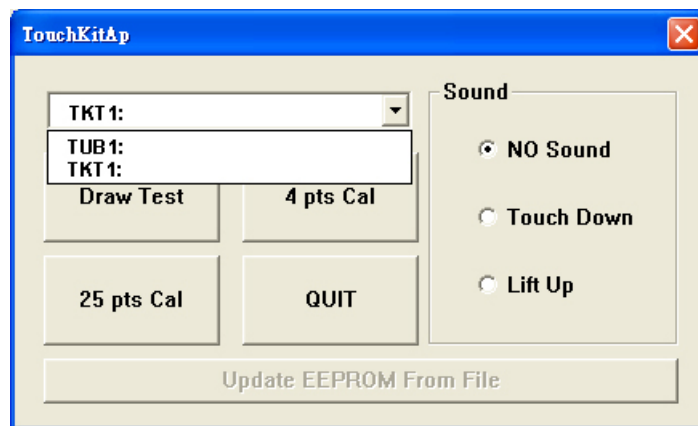 TouchKitAp
TKT1:
TUB1:
TKT1:
Draw Test
4 pts Cal
25 pts Cal
QUIT
Sound
NO Sound
Touch Down
Lift Up
Update EEPROM From File